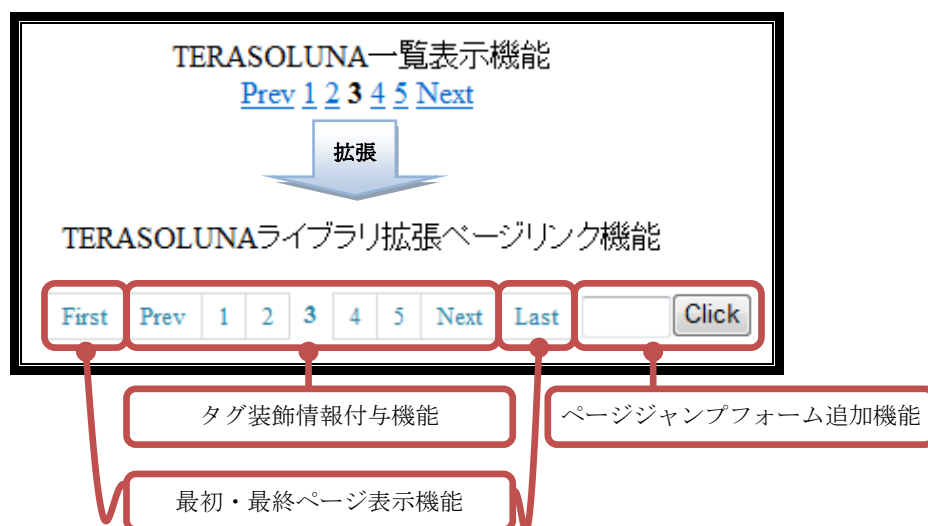 TERASOLUNA一覧表示機能
Prev 1 2 3 4 5 Next
拡張
TERASOLUNAライブラリ拡張ページリンク機能
First Prev 1 2 3 4 5 Next Last Click
タグ装飾情報付与機能
ページジャンプフォーム追加機能
最初・最終ページ表示機能